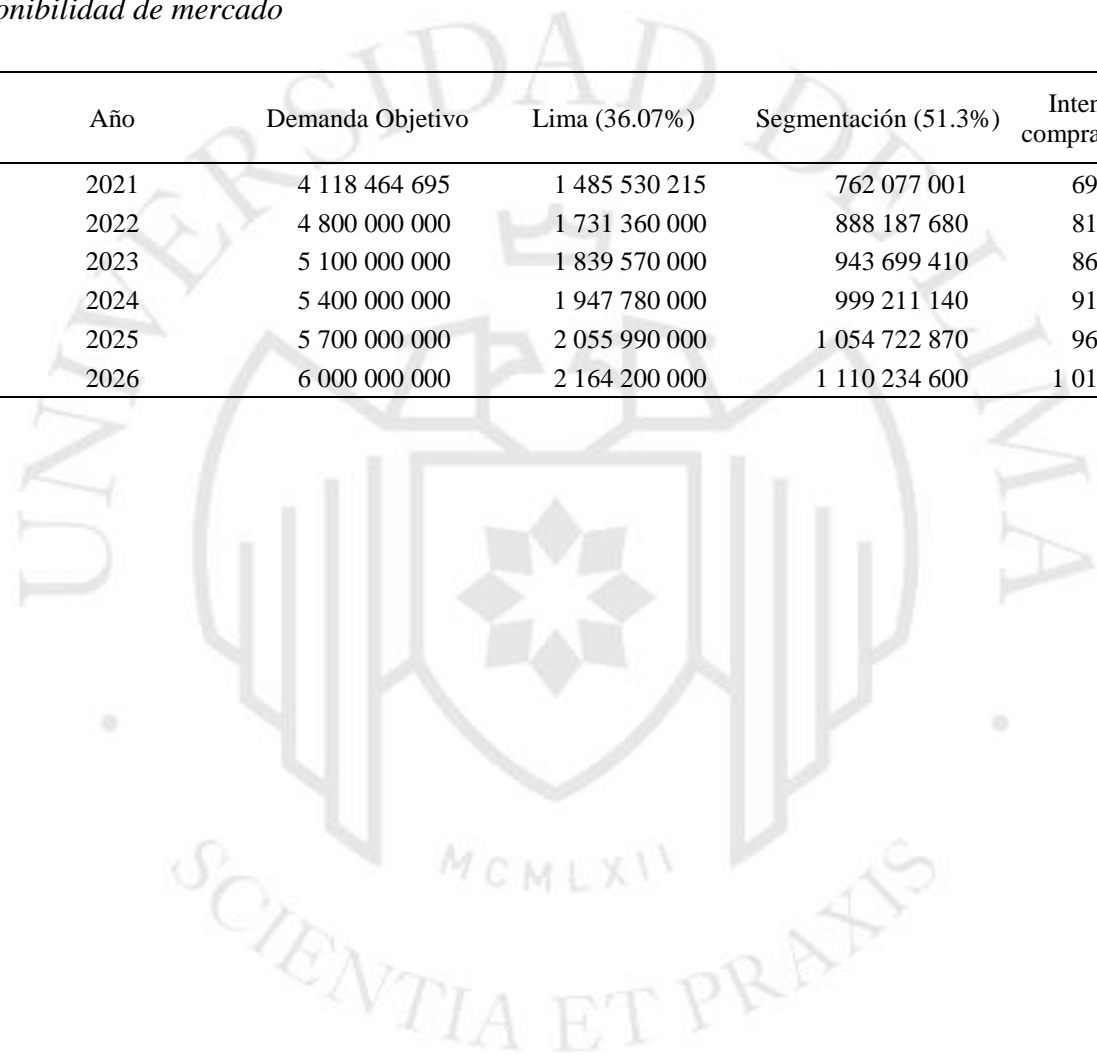 onibilidad de mercado
Año Demanda Objetivo Lima (36.07%) Segmentación (51.3%) Inten
compra
2021 4 118 464 695 1 485 530 215 762 077 001 69
2022 4 800 000 000 1 731 360 000 888 187 680 81
2023 5 100 000 000 1 839 570 000 943 699 410 86
2024 5 400 000 000 1 947 780 000 999 211 140 91
2025 5 700 000 000 2 055 990 000 1 054 722 870 96
2026 6 000 000 000 2 164 200 000 1 110 234 600 1 01
UNIVERSIDAD DE LIMA
MCMLXII
SCIENTIA ET PRAXIS